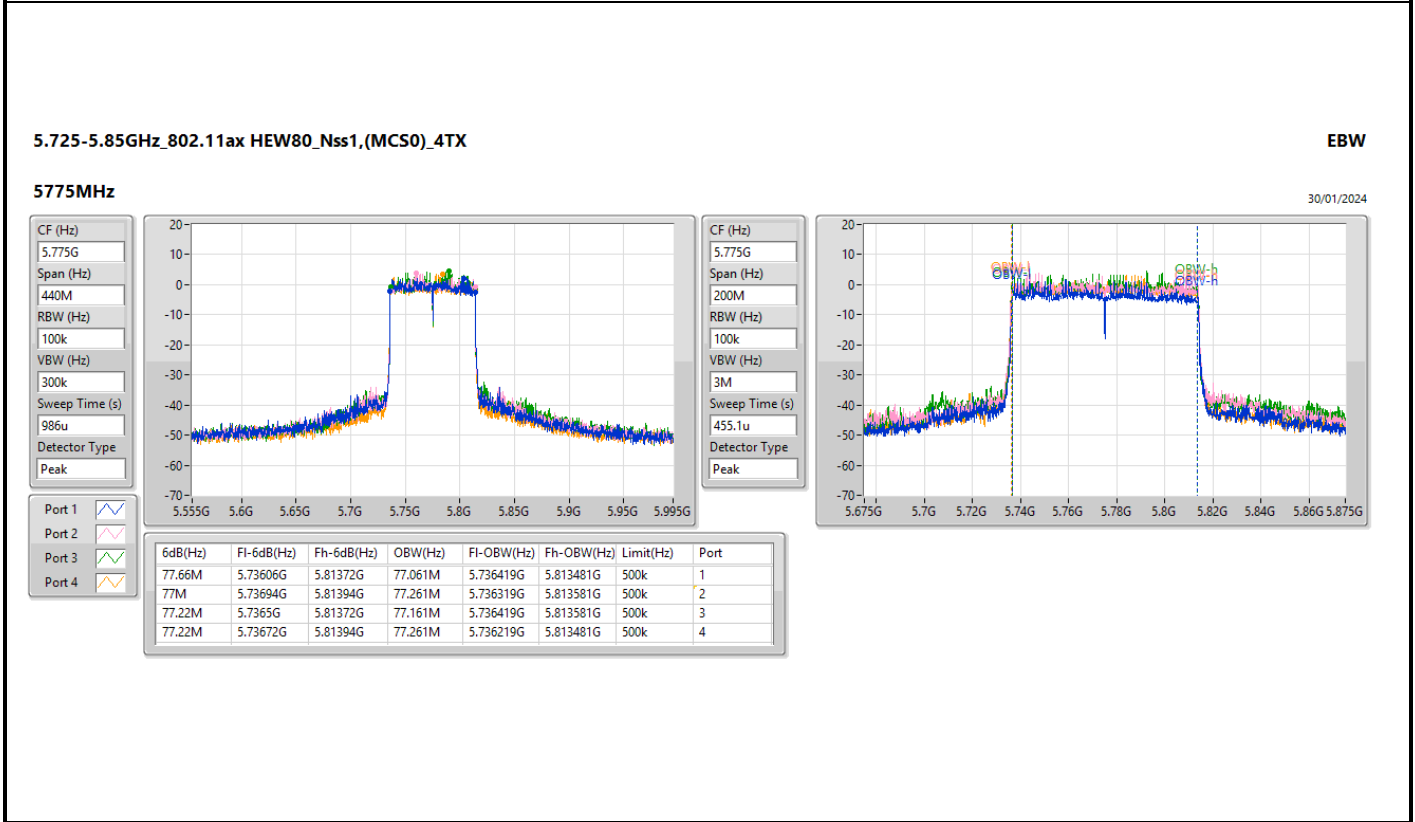 5.725-5.85GHz_802.11ax HEW80_Nss1,(MCS0)_4TX
EBW
5775MHz
30/01/2024
CF (Hz)
5.775G
Span (Hz)
440M
RBW (Hz)
100k
VBW (Hz)
300k
Sweep Time (s)
986u
Detector Type
Peak
20
10
0
-10
-20
-30
-40
-50
-60
-70
5.555G 5.6G 5.65G 5.7G 5.75G 5.8G 5.85G 5.9G 5.95G 5.995G
CF (Hz)
5.775G
Span (Hz)
200M
RBW (Hz)
100k
VBW (Hz)
3M
Sweep Time (s)
455.1u
Detector Type
Peak
20
10
0
-10
-20
-30
-40
-50
-60
-70
OBW-h
OBW-h
5.675G 5.7G 5.72G 5.74G 5.76G 5.78G 5.8G 5.82G 5.84G 5.86G 5.875G
Port 1
Port 2
Port 3
Port 4
6dB(Hz) Fl-6dB(Hz) Fh-6dB(Hz) OBW(Hz) Fl-OBW(Hz) Fh-OBW(Hz) Limit(Hz) Port
77.66M 5.73606G 5.81372G 77.061M 5.736419G 5.813481G 500k 1
77M 5.73694G 5.81394G 77.261M 5.736319G 5.813581G 500k 2
77.22M 5.7365G 5.81372G 77.161M 5.736419G 5.813581G 500k 3
77.22M 5.73672G 5.81394G 77.261M 5.736219G 5.813481G 500k 4